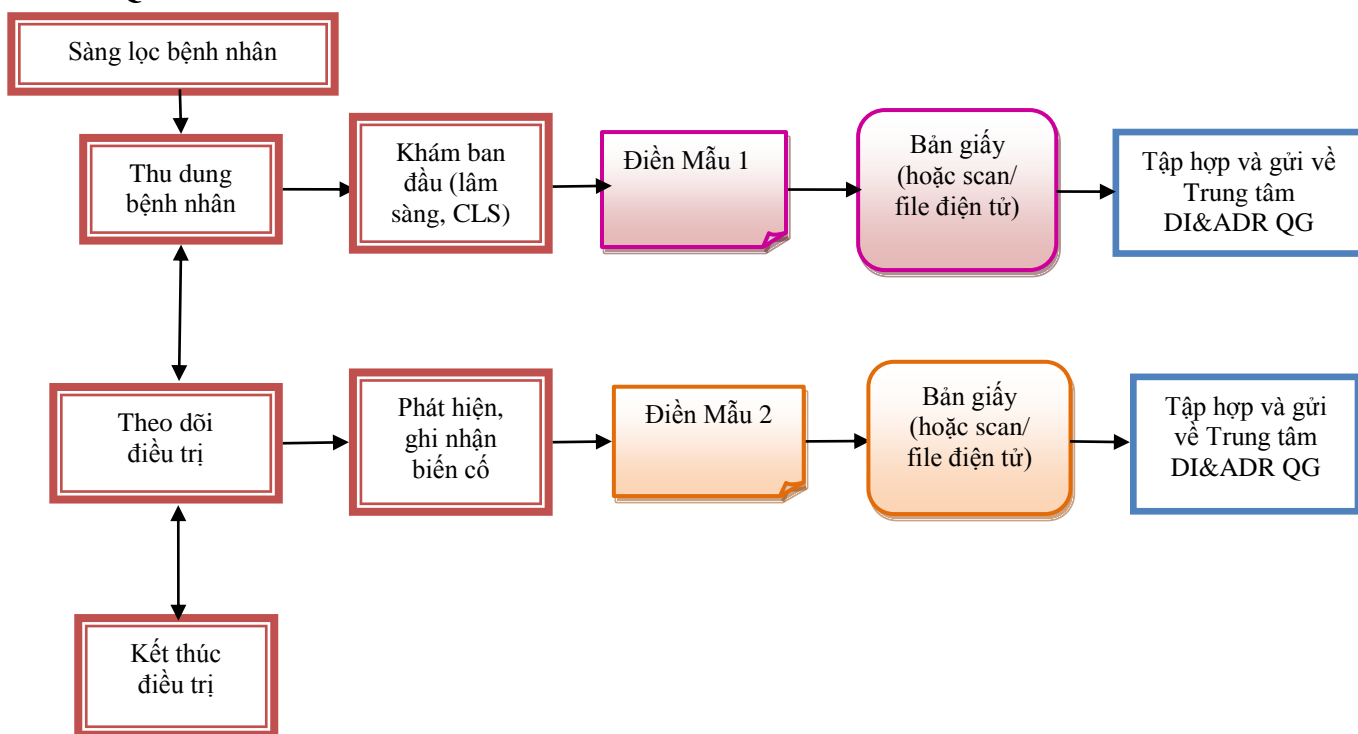 Sàng lọc bệnh nhân
Thu dung
bệnh nhân
Khám ban
đầu (lâm
sàng, CLS)
Điền Mẫu 1
Bản giấy
(hoặc scan/
file điện tử)
Tập hợp và gửi về
Trung tâm
DI&ADR QG
Theo dõi
điều trị
Phát hiện,
ghi nhận
biến cố
Điền Mẫu 2
Bản giấy
(hoặc scan/
file điện tử)
Tập hợp và gửi
về Trung tâm
DI&ADR QG
Kết thúc
điều trị